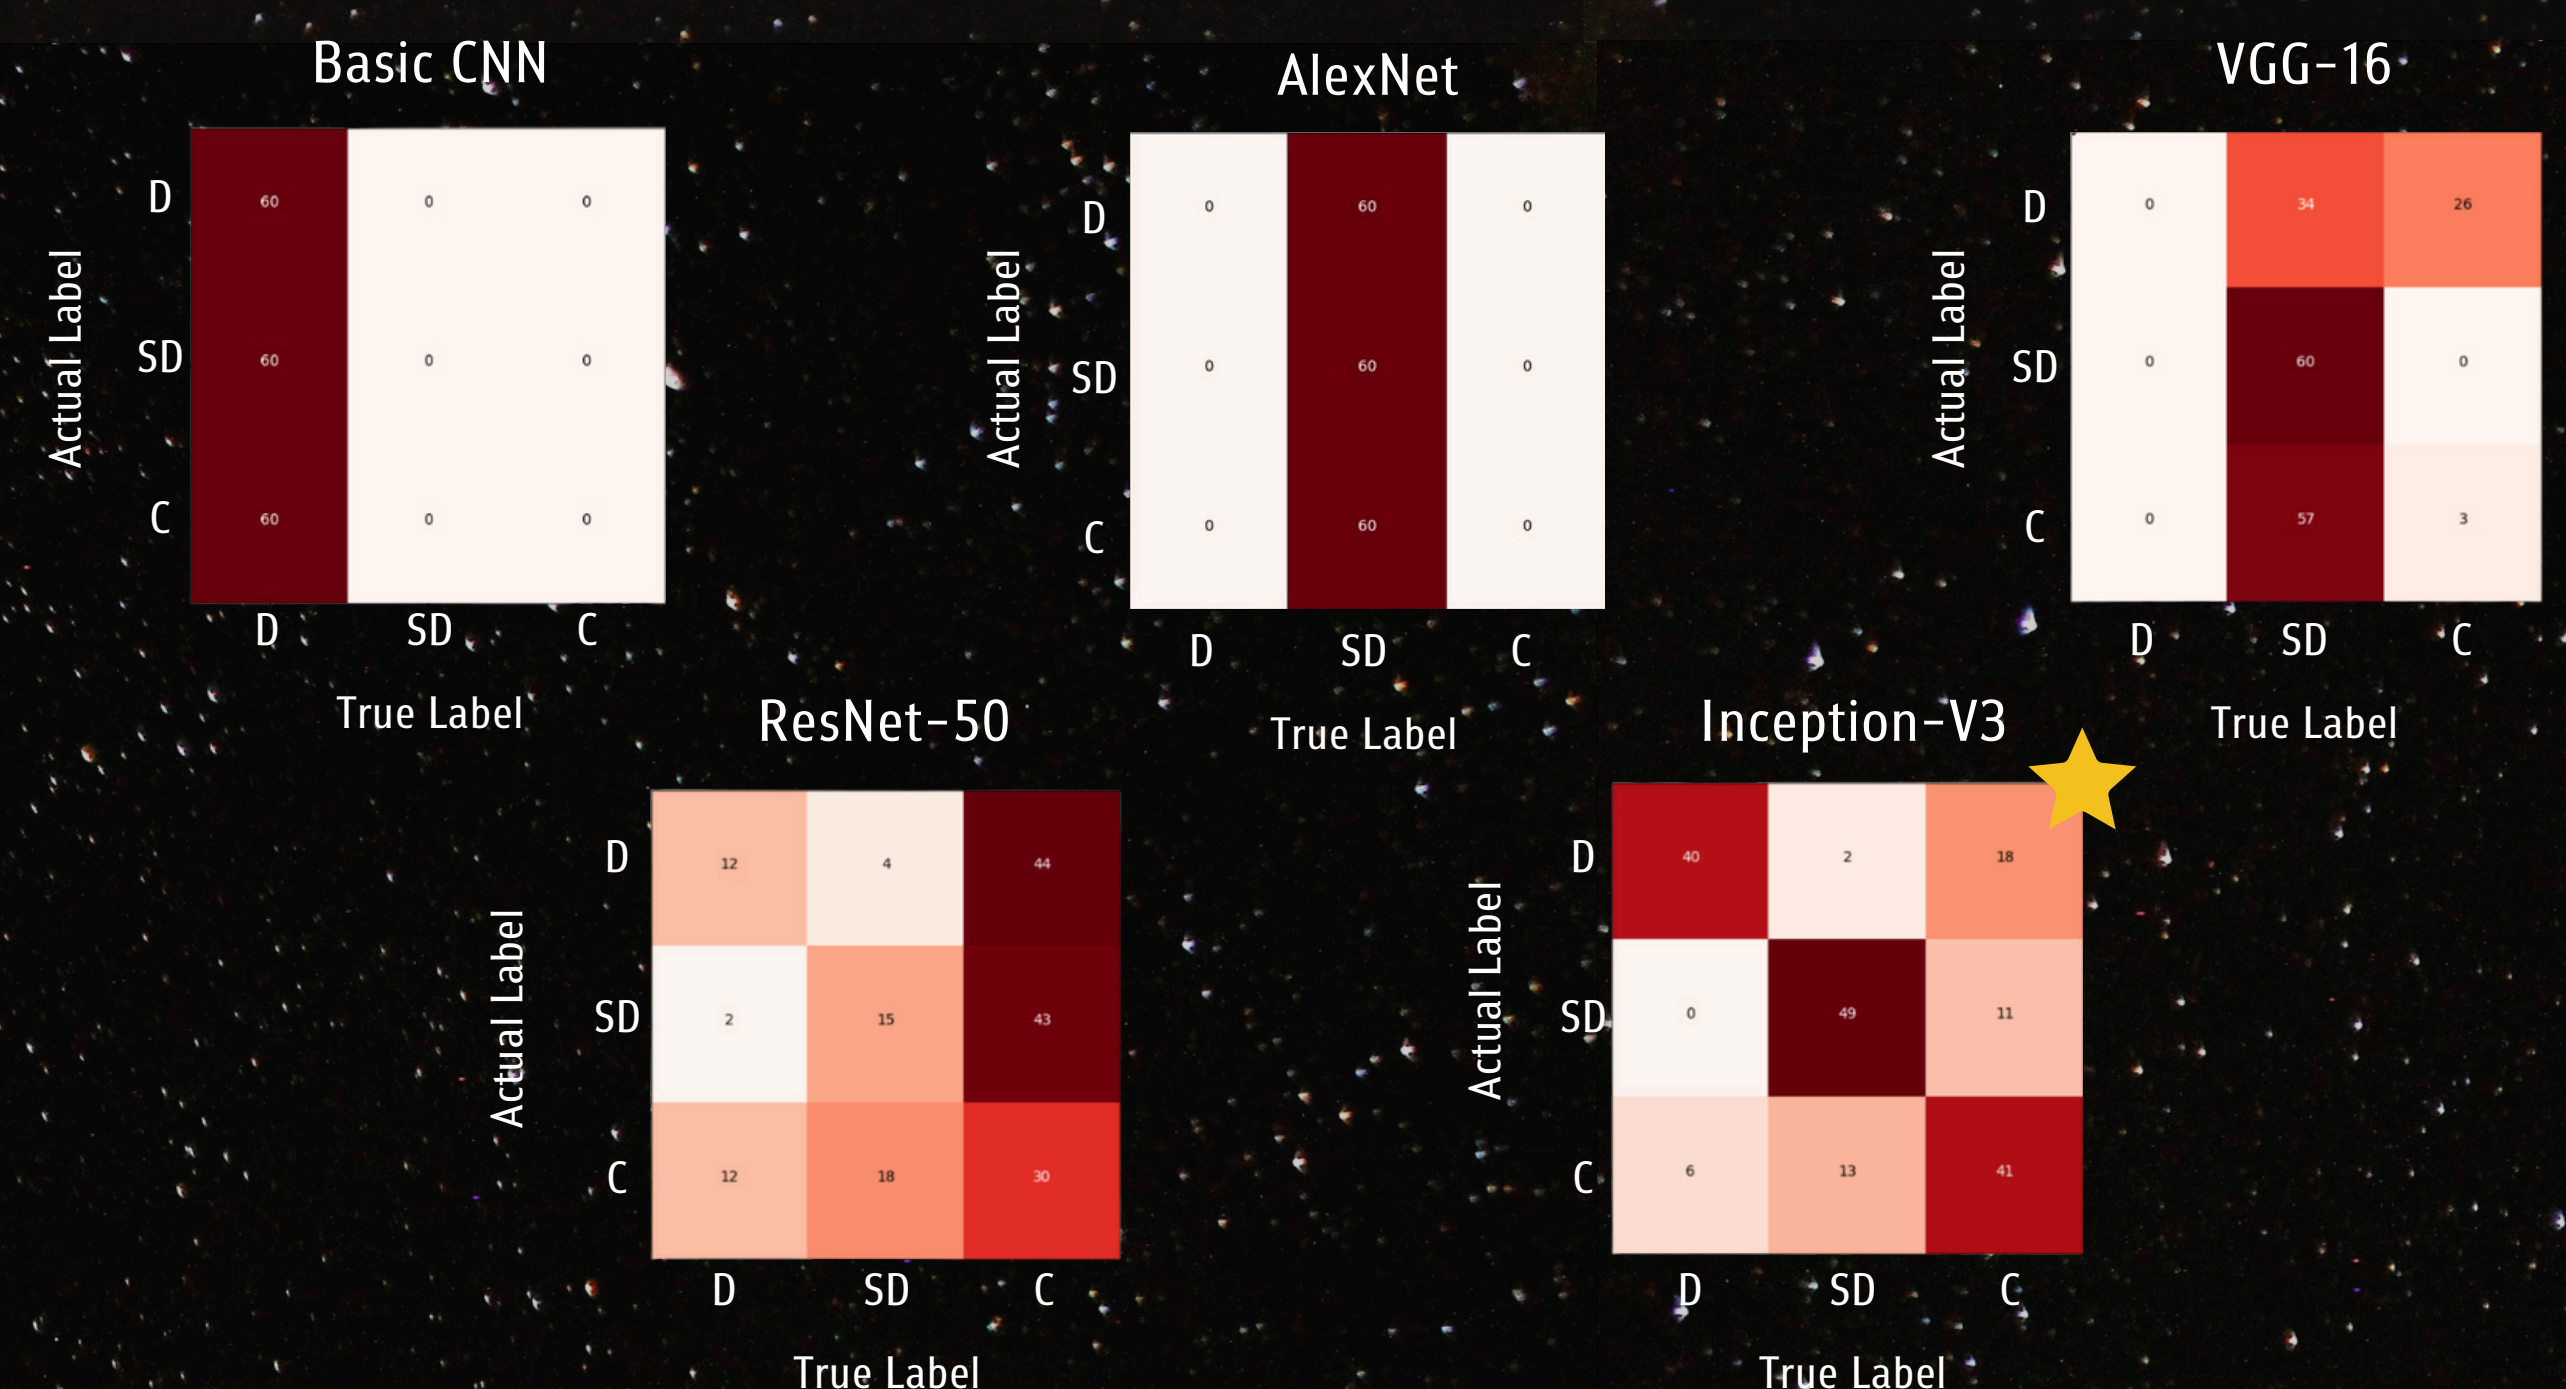 Basic CNN
Actual Label
D
60 0 0
SD
60 0 0
C
60 0 0
D SD C
True Label
AlexNet
Actual Label
D
0 60 0
SD
0 60 0
C
0 60 0
D SD C
True Label
VGG-16
Actual Label
D
0 34 26
SD
0 60 0
C
0 57 3
D SD C
True Label
ResNet-50
Actual Label
D
12 4 44
SD
2 15 43
C
12 18 30
D SD C
True Label
Inception-V3
Actual Label
D
40 2 18
SD
0 49 11
C
6 13 41
D SD C
True Label